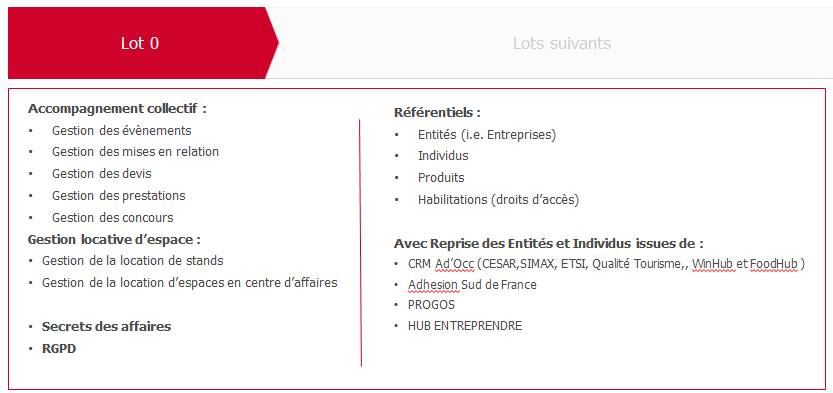 Lot 0
Lots suivants
Accompagnement collectif :
• Gestion des évènements
• Gestion des mises en relation
• Gestion des devis
• Gestion des prestations
• Gestion des concours
Gestion locative d’espace :
• Gestion de la location de stands
• Gestion de la location d’espaces en centre d’affaires
• Secrets des affaires
• RGPD
Référentiels :
• Entités (i.e. Entreprises)
• Individus
• Produits
• Habilitations (droits d’accès)
Avec Reprise des Entités et Individus issues de :
• CRM Ad’Occ (CESAR,SIMAX, ETSI, Qualité Tourisme,, WinHub et FoodHub )
• Adhesion Sud de France
• PROGOS
• HUB ENTREPRENDRE